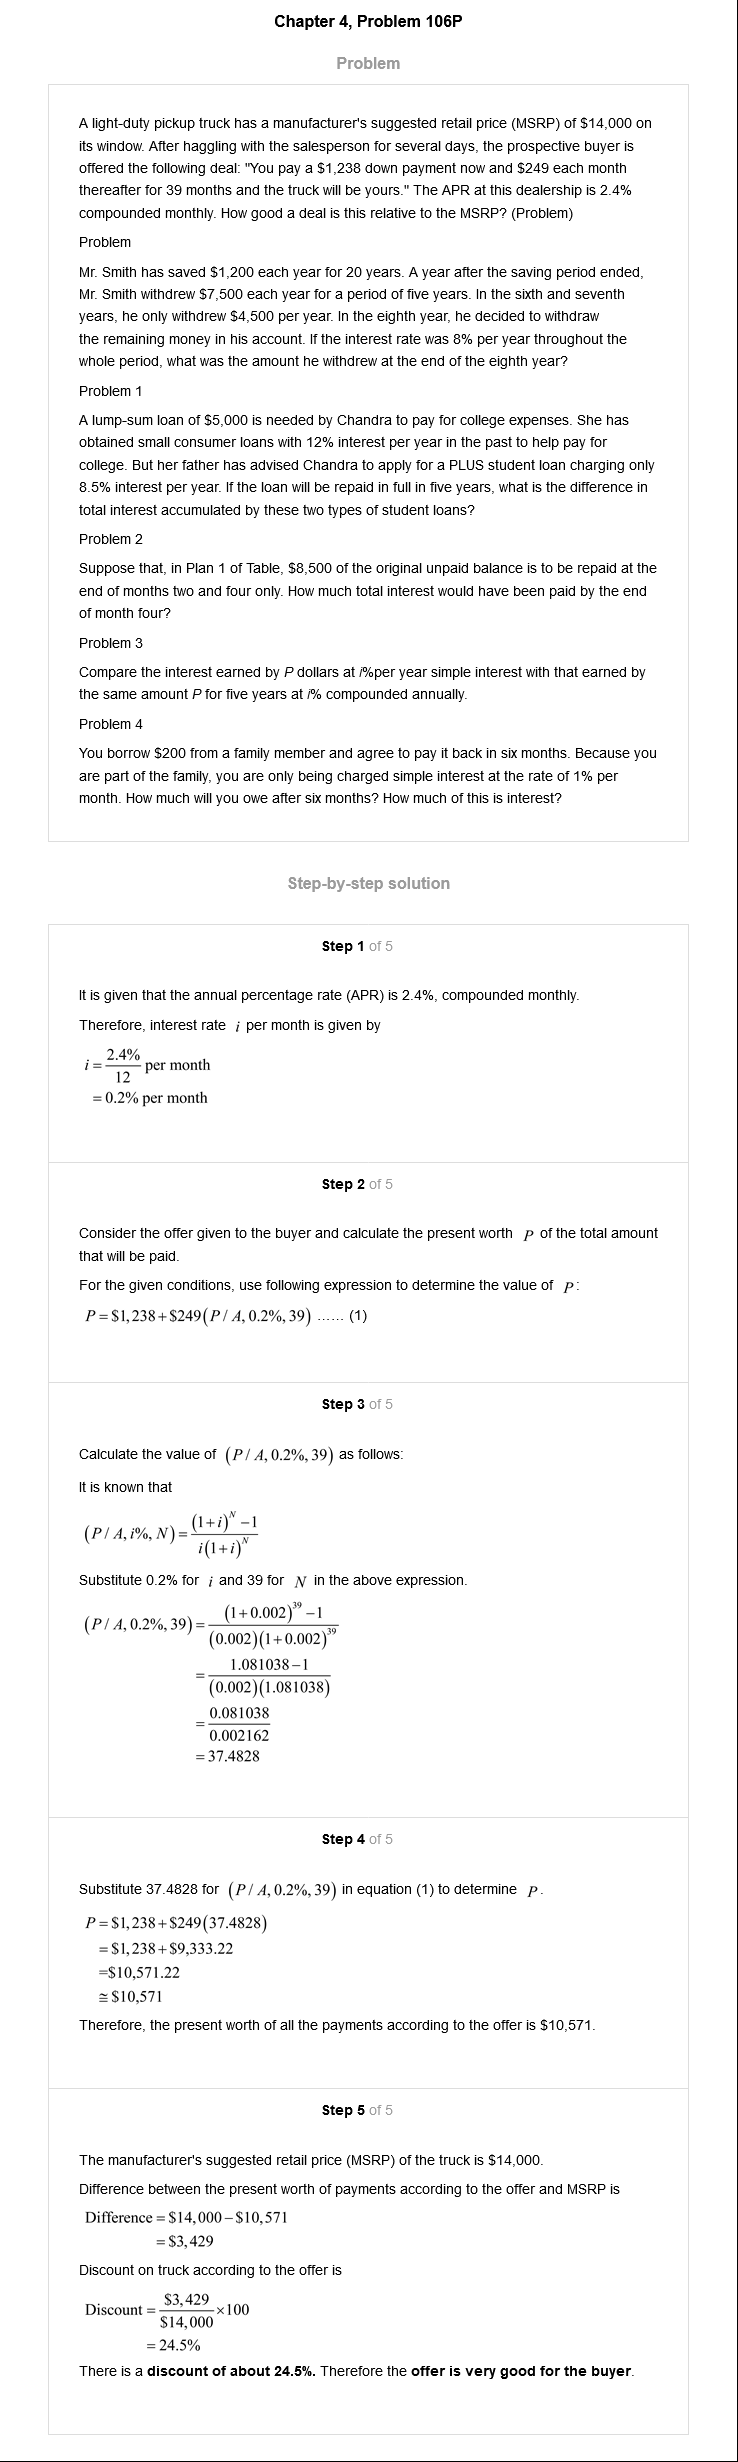 Chapter 4, Problem 106P
Problem
A light-duty pickup truck has a manufacturer's suggested retail price (MSRP) of $14,000 on
its window. After haggling with the salesperson for several days, the prospective buyer is
offered the following deal: "You pay a $1,238 down payment now and $249 each month
thereafter for 39 months and the truck will be yours." The APR at this dealership is 2.4%
compounded monthly. How good a deal is this relative to the MSRP? (Problem)
Problem
Mr. Smith has saved $1,200 each year for 20 years. A year after the saving period ended,
Mr. Smith withdrew $7,500 each year for a period of five years. In the sixth and seventh
years, he only withdrew $4,500 per year. In the eighth year, he decided to withdraw
the remaining money in his account. If the interest rate was 8% per year throughout the
whole period, what was the amount he withdrew at the end of the eighth year?
Problem 1
A lump-sum loan of $5,000 is needed by Chandra to pay for college expenses. She has
obtained small consumer loans with 12% interest per year in the past to help pay for
college. But her father has advised Chandra to apply for a PLUS student loan charging only
8.5% interest per year. If the loan will be repaid in full in five years, what is the difference in
total interest accumulated by these two types of student loans?
Problem 2
Suppose that, in Plan 1 of Table, $8,500 of the original unpaid balance is to be repaid at the
end of months two and four only. How much total interest would have been paid by the end
of month four?
Problem 3
Compare the interest earned by P dollars at i%per year simple interest with that earned by
the same amount P for five years at i% compounded annually.
Problem 4
You borrow $200 from a family member and agree to pay it back in six months. Because you
are part of the family, you are only being charged simple interest at the rate of 1% per
month. How much will you owe after six months? How much of this is interest?
Step-by-step solution
Step 1 of 5
It is given that the annual percentage rate (APR) is 2.4%, compounded monthly.
Therefore, interest rate i per month is given by
i = 2.4%/12 per month
= 0.2% per month
Step 2 of 5
Consider the offer given to the buyer and calculate the present worth P of the total amount
that will be paid.
For the given conditions, use following expression to determine the value of P:
P = $1,238 + $249(P/A, 0.2%, 39) ...... (1)
Step 3 of 5
Calculate the value of (P/A, 0.2%, 39) as follows:
It is known that
(P/A, i%, N) = ((1+i)^N − 1)/(i(1+i)^N)
Substitute 0.2% for i and 39 for N in the above expression.
(P/A, 0.2%, 39) = ((1+0.002)^39 − 1)/((0.002)(1+0.002)^39)
= (1.081038 − 1)/((0.002)(1.081038))
= 0.081038/0.002162
= 37.4828
Step 4 of 5
Substitute 37.4828 for (P/A, 0.2%, 39) in equation (1) to determine P.
P = $1,238 + $249(37.4828)
= $1,238 + $9,333.22
=$10,571.22
≅ $10,571
Therefore, the present worth of all the payments according to the offer is $10,571.
Step 5 of 5
The manufacturer's suggested retail price (MSRP) of the truck is $14,000.
Difference between the present worth of payments according to the offer and MSRP is
Difference = $14,000 − $10,571
= $3,429
Discount on truck according to the offer is
Discount = $3,429/$14,000 ×100
= 24.5%
There is a discount of about 24.5%. Therefore the offer is very good for the buyer.